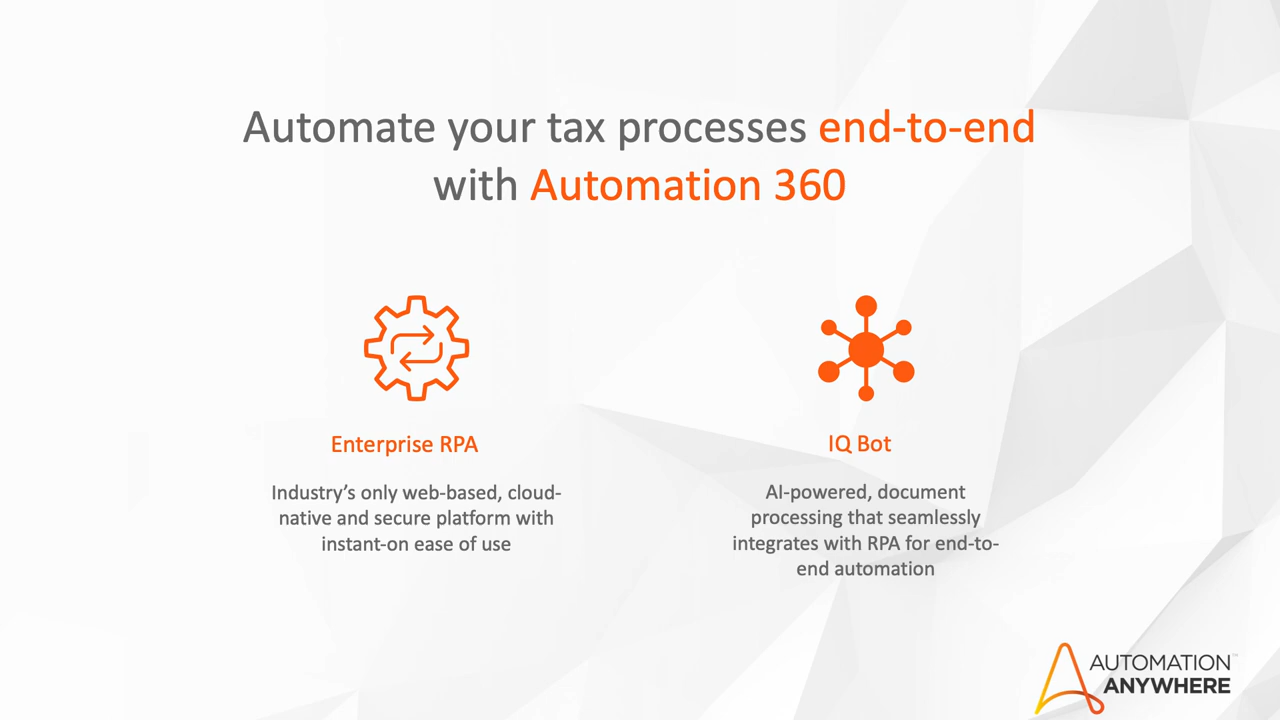 Automate your tax processes end-to-end
with Automation 360
Enterprise RPA
Industry’s only web-based, cloud-
native and secure platform with
instant-on ease of use
IQ Bot
AI-powered, document
processing that seamlessly
integrates with RPA for end-to-
end automation
AUTOMATION™
ANYWHERE